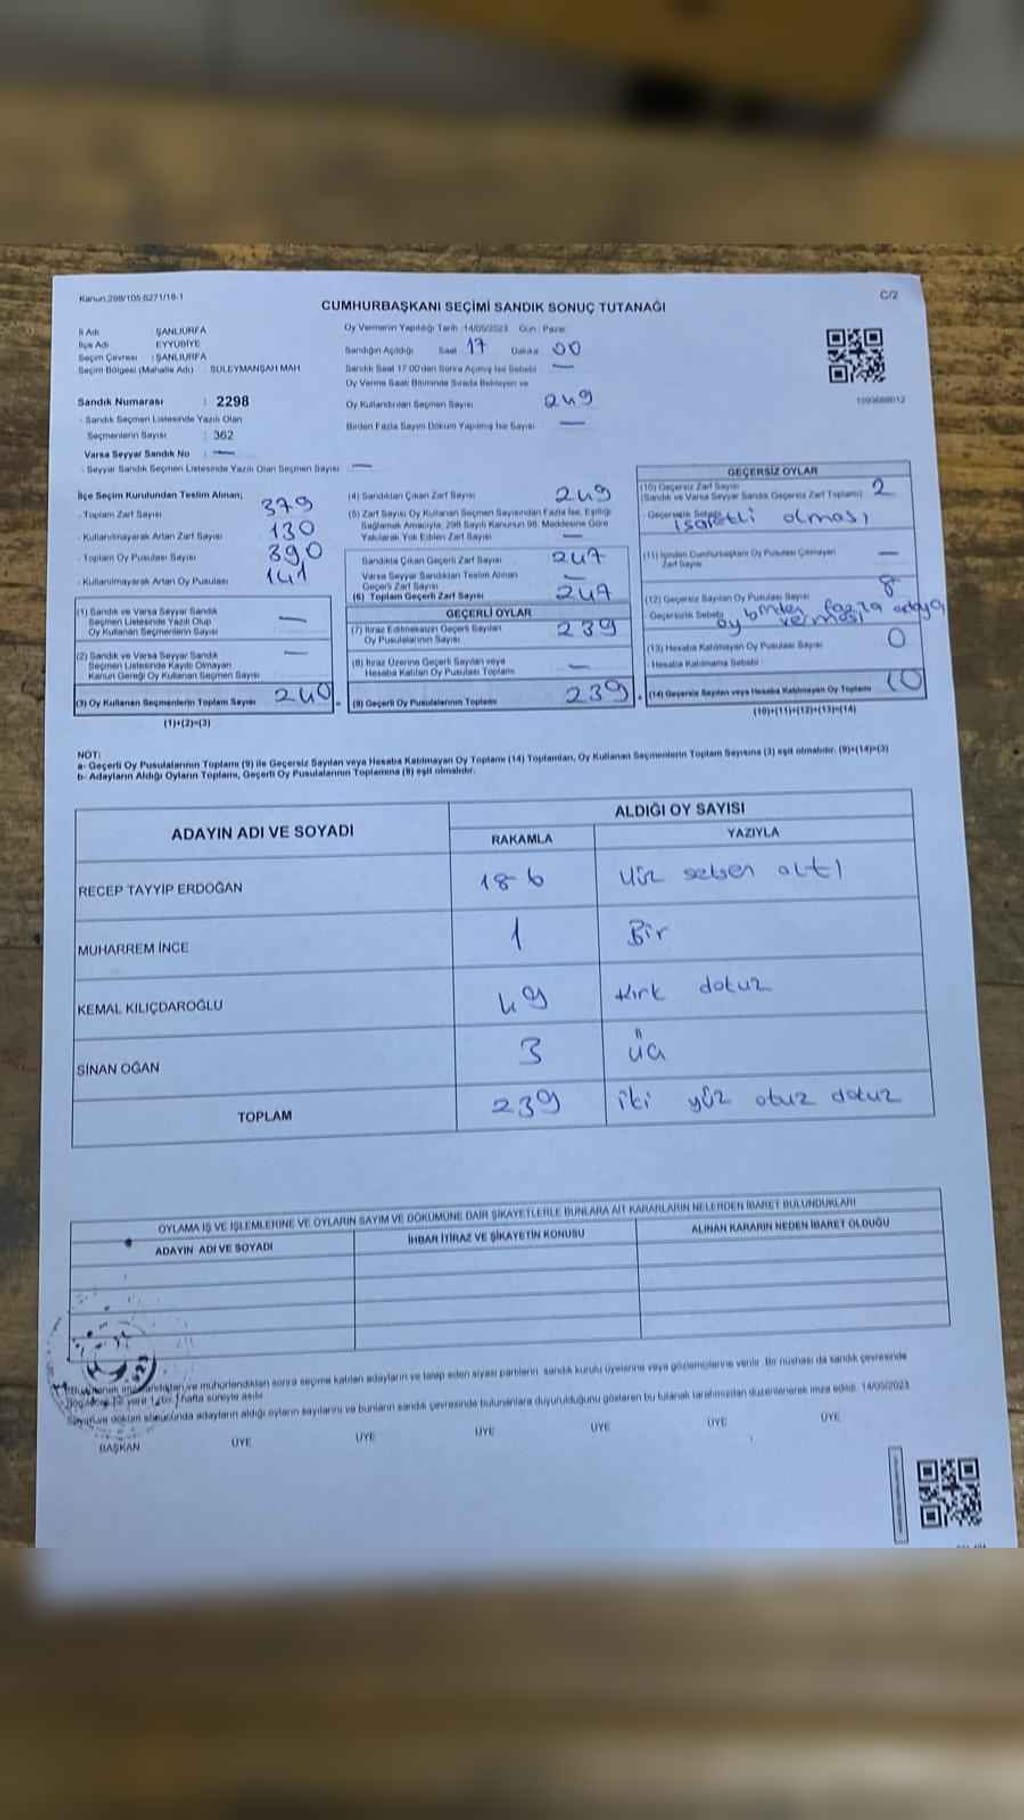 Kanun:298/105 6271/18-1
C/2
CUMHURBAŞKANI SEÇİMİ SANDIK SONUÇ TUTANAĞI
İl Adı ŞANLIURFA
İlçe Adı EYYUBİYE
Seçim Çevresi : ŞANLIURFA
Seçim Bölgesi (Mahalle Adı) SULEYMANŞAH MAH
Sandık Numarası : 2298
- Sandık Seçmen Listesinde Yazılı Olan
Seçmenlerin Sayısı : 362
Varsa Seyyar Sandık No : —
- Seyyar Sandık Seçmen Listesinde Yazılı Olan Seçmen Sayısı —
Oy Vermenin Yapıldığı Tarih :14/05/2023 Gün : Pazar
Sandığın Açıldığı Saat 17 Dakika 00
Sandık Saat 17:00'den Sonra Açılmış İse Sebebi —
Oy Verme Saati Bitiminde Sırada Bekleyen ve
Oy Kullandırılan Seçmen Sayısı 249
Birden Fazla Sayım Döküm Yapılmış İse Sayısı —
İlçe Seçim Kurulundan Teslim Alınan;
- Toplam Zarf Sayısı 379
- Kullanılmayarak Artan Zarf Sayısı 130
- Toplam Oy Pusulası Sayısı 390
- Kullanılmayarak Artan Oy Pusulası 141
(1) Sandık ve Varsa Seyyar Sandık
Seçmen Listesinde Yazılı Olup
Oy Kullanan Seçmenlerin Sayısı —
(2) Sandık ve Varsa Seyyar Sandık
Seçmen Listesinde Kayıtlı Olmayan
Kanun Gereği Oy Kullanan Seçmen Sayısı —
(3) Oy Kullanan Seçmenlerin Toplam Sayısı 240
(1)+(2)=(3)
(4) Sandıktan Çıkan Zarf Sayısı 249
(5) Zarf Sayısı Oy Kullanan Seçmen Sayısından Fazla İse, Eşitliği
Sağlamak Amacıyla, 298 Sayılı Kanunun 98. Maddesine Göre
Yakılarak Yok Edilen Zarf Sayısı —
Sandıkta Çıkan Geçerli Zarf Sayısı 247
Varsa Seyyar Sandıktan Teslim Alınan
Geçerli Zarf Sayısı —
(6) Toplam Geçerli Zarf Sayısı 247
GEÇERLİ OYLAR
(7) İtiraz Edilmeksizin Geçerli Sayılan
Oy Pusulalarının Sayısı 239
(8) İtiraz Üzerine Geçerli Sayılan veya
Hesaba Katılan Oy Pusulası Toplamı —
(9) Geçerli Oy Pusulalarının Toplamı 239
GEÇERSİZ OYLAR
(10) Geçersiz Zarf Sayısı 2
(Sandık ve Varsa Seyyar Sandık Geçersiz Zarf Toplamı)
- Geçersizlik Sebebi işaretli olması
(11) İçinden Cumhurbaşkanı Oy Pusulası Çıkmayan
Zarf Sayısı —
(12) Geçersiz Sayılan Oy Pusulası Sayısı 8
- Geçersizlik Sebebi birden fazla adaya
oy vermesi
(13) Hesaba Katılmayan Oy Pusulası Sayısı 0
- Hesaba Katılmama Sebebi
(14) Geçersiz Sayılan veya Hesaba Katılmayan Oy Toplamı 10
(10)+(11)+(12)+(13)=(14)
NOT:
a- Geçerli Oy Pusulalarının Toplamı (9) ile Geçersiz Sayılan veya Hesaba Katılmayan Oy Toplamı (14) Toplamları, Oy Kullanan Seçmenlerin Toplam Sayısına (3) eşit olmalıdır. (9)+(14)=(3)
b- Adayların Aldığı Oyların Toplamı, Geçerli Oy Pusulalarının Toplamına (9) eşit olmalıdır.
ADAYIN ADI VE SOYADI ALDIĞI OY SAYISI
RAKAMLA YAZIYLA
RECEP TAYYİP ERDOĞAN 186 Yüz seksen altı
MUHARREM İNCE 1 Bir
KEMAL KILIÇDAROĞLU 49 Kırk dokuz
SİNAN OĞAN 3 üç
TOPLAM 239 iki yüz otuz dokuz
OYLAMA İŞ VE İŞLEMLERİNE VE OYLARIN SAYIM VE DÖKÜMÜNE DAİR ŞİKAYETLERLE BUNLARA AİT KARARLARIN NELERDEN İBARET BULUNDUKLARI
ADAYIN ADI VE SOYADI İHBAR İTİRAZ VE ŞİKAYETİN KONUSU ALINAN KARARIN NEDEN İBARET OLDUĞU
ve mühürlendikten sonra seçime katılan adayların ve talep eden siyasi partilerin sandık kurulu üyelerine veya gözlemcilerine verilir. Bir nüshası da sandık çevresinde
1 hafta süreyle asılır.
adayların aldığı oyların sayılarını ve bunların sandık çevresinde bulunanlara duyurulduğunu gösteren bu tutanak tarafımızdan düzenlenerek imza edildi. 14/05/2023
BAŞKAN ÜYE ÜYE ÜYE ÜYE ÜYE ÜYE